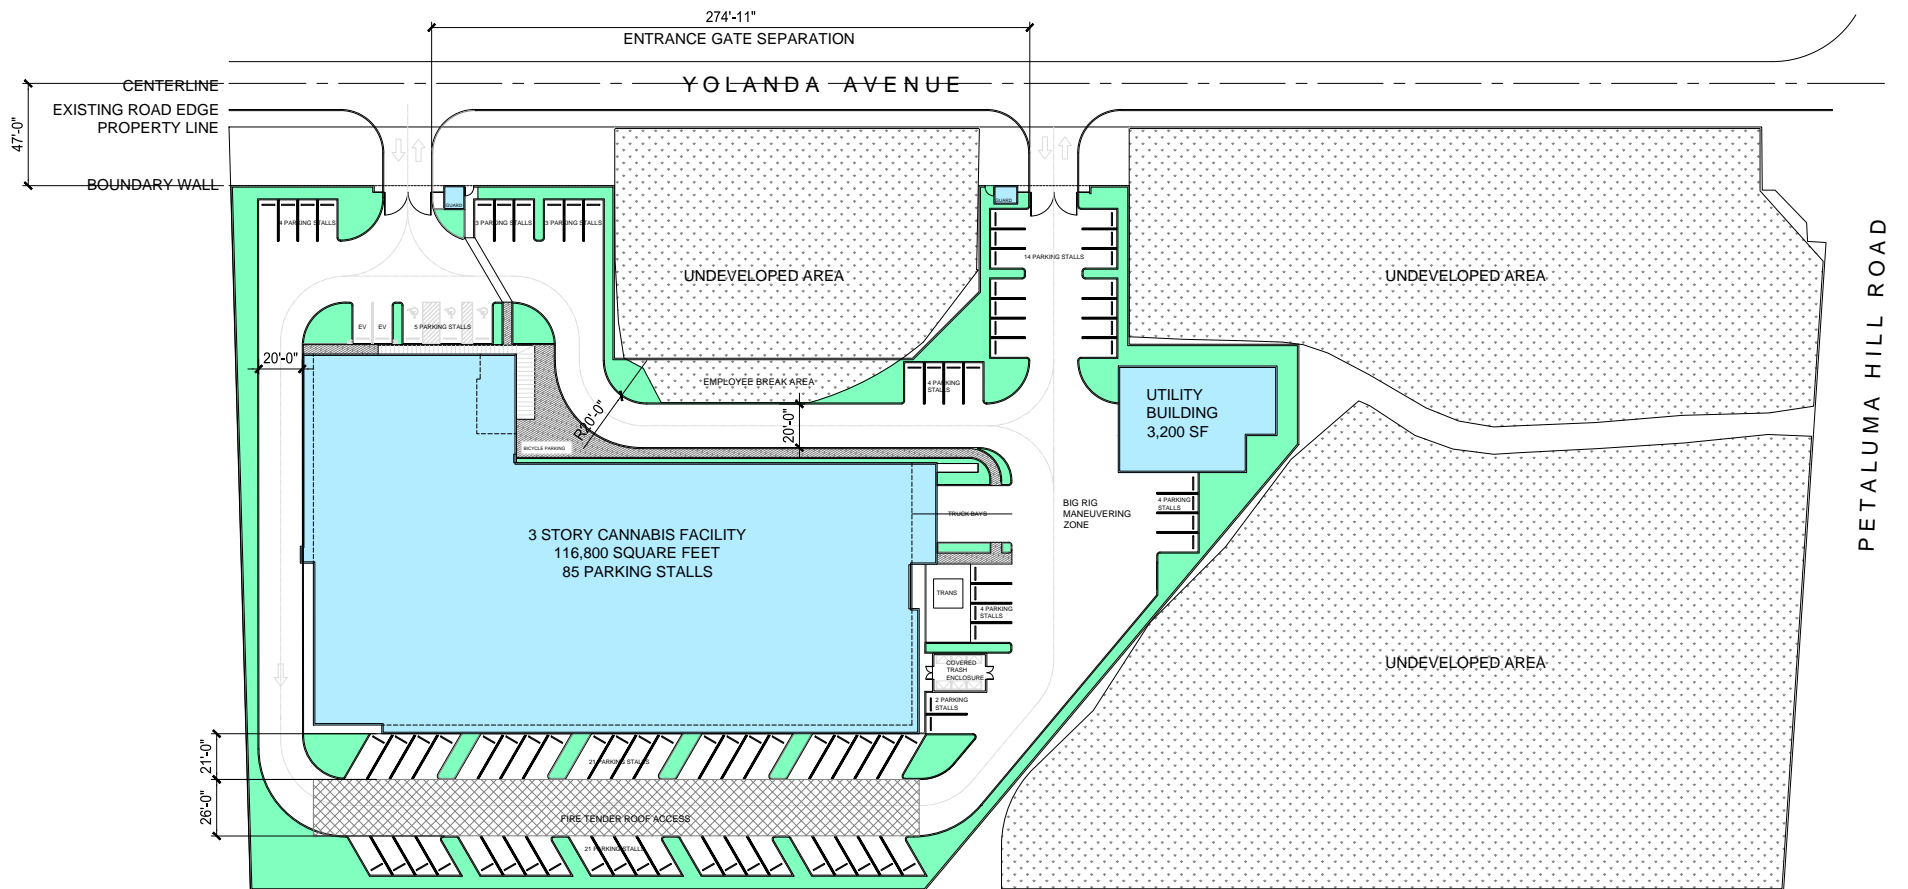 274'-11"
ENTRANCE GATE SEPARATION
CENTERLINE
YOLANDA AVENUE
EXISTING ROAD EDGE
PROPERTY LINE
47'-0"
BOUNDARY WALL
GUARD
GUARD
4 PARKING STALLS
3 PARKING STALLS
3 PARKING STALLS
14 PARKING STALLS
UNDEVELOPED AREA
UNDEVELOPED AREA
PETALUMA HILL ROAD
EV
EV
5 PARKING STALLS
20'-0"
EMPLOYEE BREAK AREA
4 PARKING
STALLS
UTILITY
BUILDING
3,200 SF
R20'-0"
20'-0"
BICYCLE PARKING
TRUCK BAYS
BIG RIG
MANEUVERING
ZONE
4 PARKING
STALLS
3 STORY CANNABIS FACILITY
116,800 SQUARE FEET
85 PARKING STALLS
TRANS
4 PARKING
STALLS
COVERED
TRASH
ENCLOSURE
2 PARKING
STALLS
UNDEVELOPED AREA
21'-0"
21 PARKING STALLS
26'-0"
FIRE TENDER ROOF ACCESS
21 PARKING STALLS